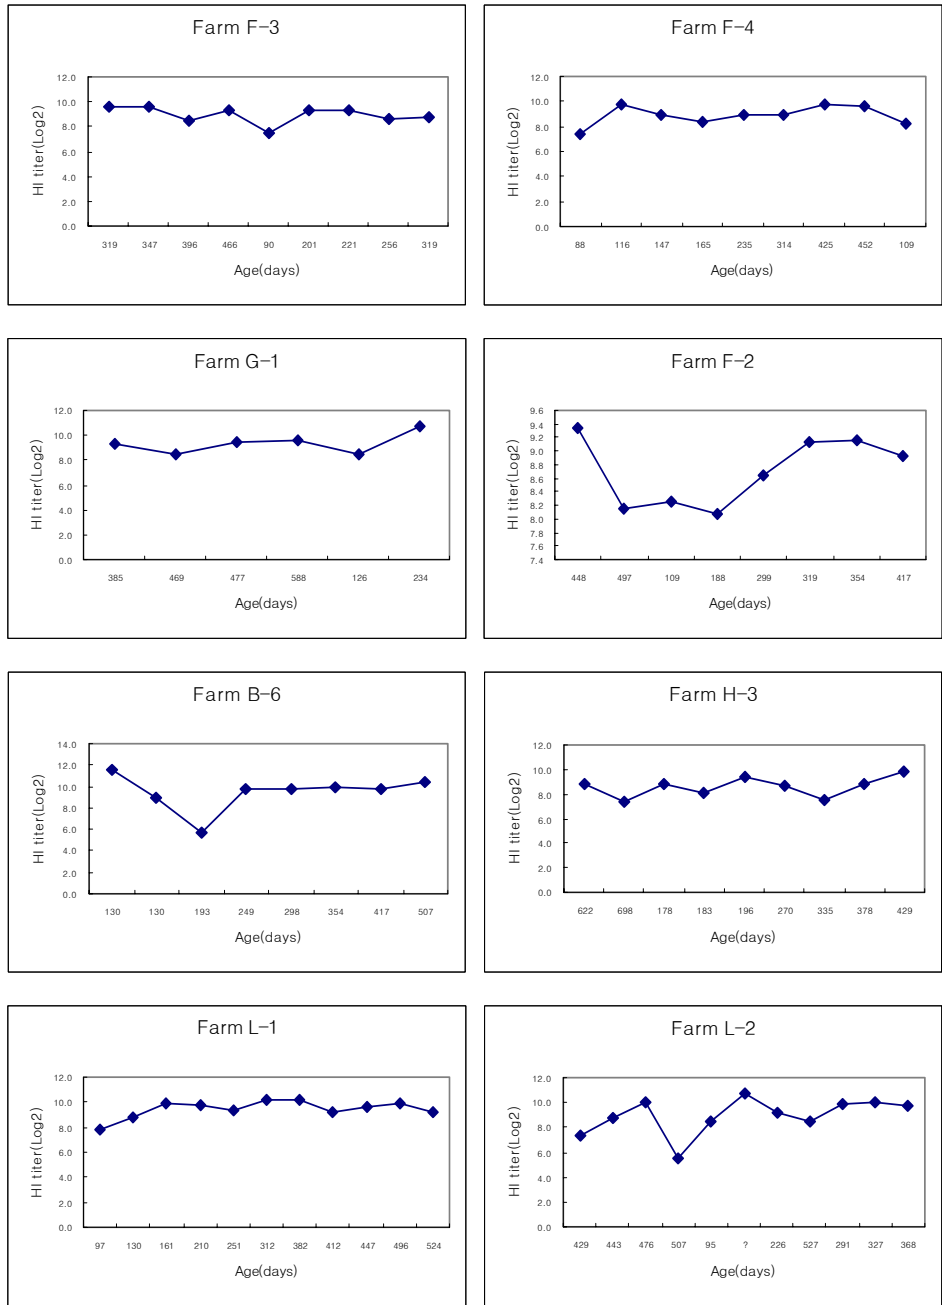 Farm F-3
HI titer(Log2)
12.0
10.0
8.0
6.0
4.0
2.0
0.0
319 347 396 466 90 201 221 256 319
Age(days)
Farm F-4
HI titer(Log2)
12.0
10.0
8.0
6.0
4.0
2.0
0.0
88 116 147 165 235 314 425 452 109
Age(days)
Farm G-1
HI titer(Log2)
12.0
10.0
8.0
6.0
4.0
2.0
0.0
385 469 477 588 126 234
Age(days)
Farm F-2
HI titer(Log2)
9.6
9.4
9.2
9.0
8.8
8.6
8.4
8.2
8.0
7.8
7.6
7.4
448 497 109 188 299 319 354 417
Age(days)
Farm B-6
HI titer(Log2)
14.0
12.0
10.0
8.0
6.0
4.0
2.0
0.0
130 130 193 249 298 354 417 507
Age(days)
Farm H-3
HI titer(Log2)
12.0
10.0
8.0
6.0
4.0
2.0
0.0
622 698 178 183 196 270 335 378 429
Age(days)
Farm L-1
HI titer(Log2)
12.0
10.0
8.0
6.0
4.0
2.0
0.0
97 130 161 210 251 312 382 412 447 496 524
Age(days)
Farm L-2
HI titer(Log2)
12.0
10.0
8.0
6.0
4.0
2.0
0.0
429 443 476 507 95 ? 226 527 291 327 368
Age(days)